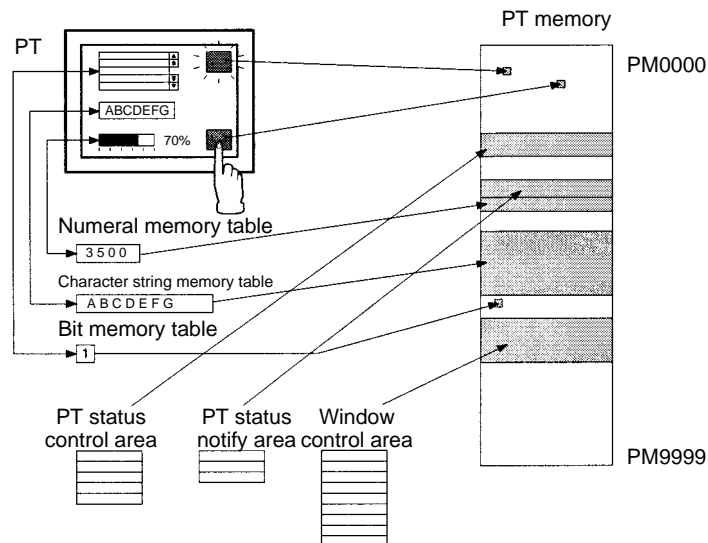 PT memory
PT
PM0000
ABCDEFG
70%
Numeral memory table
3500
Character string memory table
ABCDEFG
Bit memory table
1
PT status
control area
PT status
notify area
Window
control area
PM9999